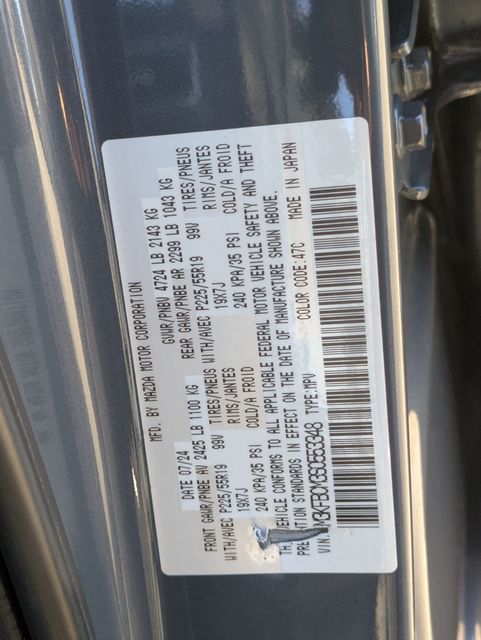 MFD. BY MAZDA MOTOR CORPORATION
DATE 07/24 GVWR/PNBV 4724 LB 2143 KG
FRONT GAWR/PNBE AV 2425 LB 1100 KG REAR GAWR/PNBE AR 2299 LB 1043 KG
WITH/AVEC P225/55R19 99V TIRES/PNEUS WITH/AVEC P225/55R19 99V TIRES/PNEUS
19X7J RIMS/JANTES 19X7J RIMS/JANTES
240 KPA/35 PSI COLD/A FROID 240 KPA/35 PSI COLD/A FROID
VEHICLE CONFORMS TO ALL APPLICABLE FEDERAL MOTOR VEHICLE SAFETY AND THEFT
STANDARDS IN EFFECT ON THE DATE OF MANUFACTURE SHOWN ABOVE.
VIN: TYPE:MPV COLOR CODE:47C MADE IN JAPAN